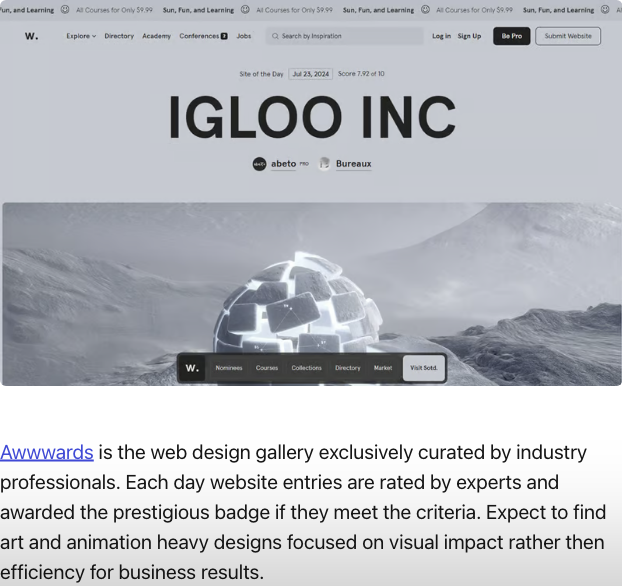 Fun, and Learning All Courses for Only $9.99 Sun, Fun, and Learning All Courses for Only $9.99 Sun, Fun, and Learning All Courses for Only $9.99 Sun, Fun, and Learning
W. Explore Directory Academy Conferences Jobs Search by Inspiration Log in Sign Up Be Pro Submit Website
Site of the Day Jul 23, 2024 Score 7.92 of 10
IGLOO INC
abeto PRO Bureaux
W. Nominees Courses Collections Directory Market Visit Sotd.
Awwwards is the web design gallery exclusively curated by industry
professionals. Each day website entries are rated by experts and
awarded the prestigious badge if they meet the criteria. Expect to find
art and animation heavy designs focused on visual impact rather then
efficiency for business results.